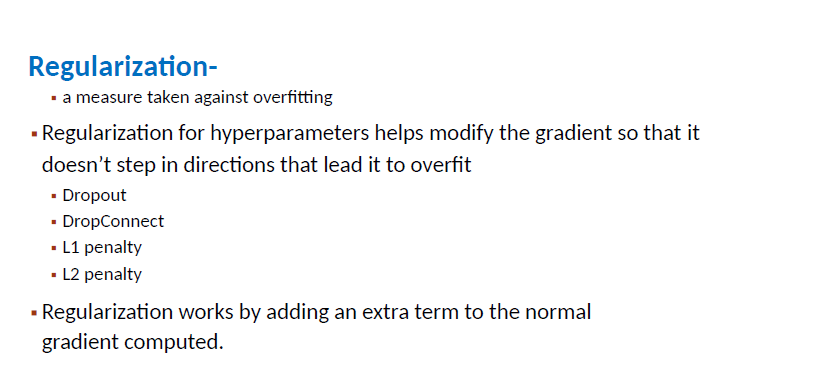 Regularization-
▪ a measure taken against overfitting
▪ Regularization for hyperparameters helps modify the gradient so that it
doesn’t step in directions that lead it to overfit
▪ Dropout
▪ DropConnect
▪ L1 penalty
▪ L2 penalty
▪ Regularization works by adding an extra term to the normal
gradient computed.